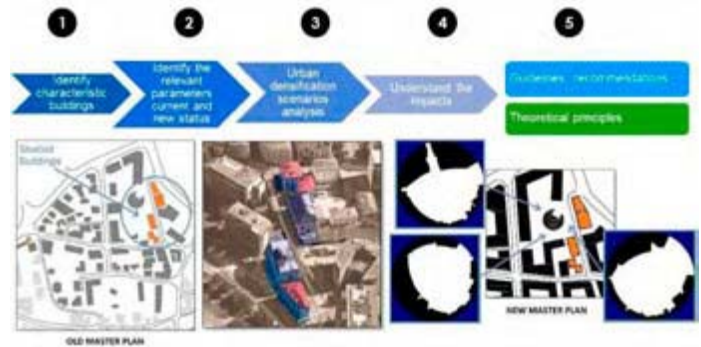 1
2
3
4
5
Identify
characteristic
buildings
Identify the
relevant
parameters
current and
new status
Urban
densification
scenarios
analysis
Understand the
impacts
Guidelines, recommendations
Theoretical principles
Studied
Buildings
OLD MASTER PLAN
NEW MASTER PLAN